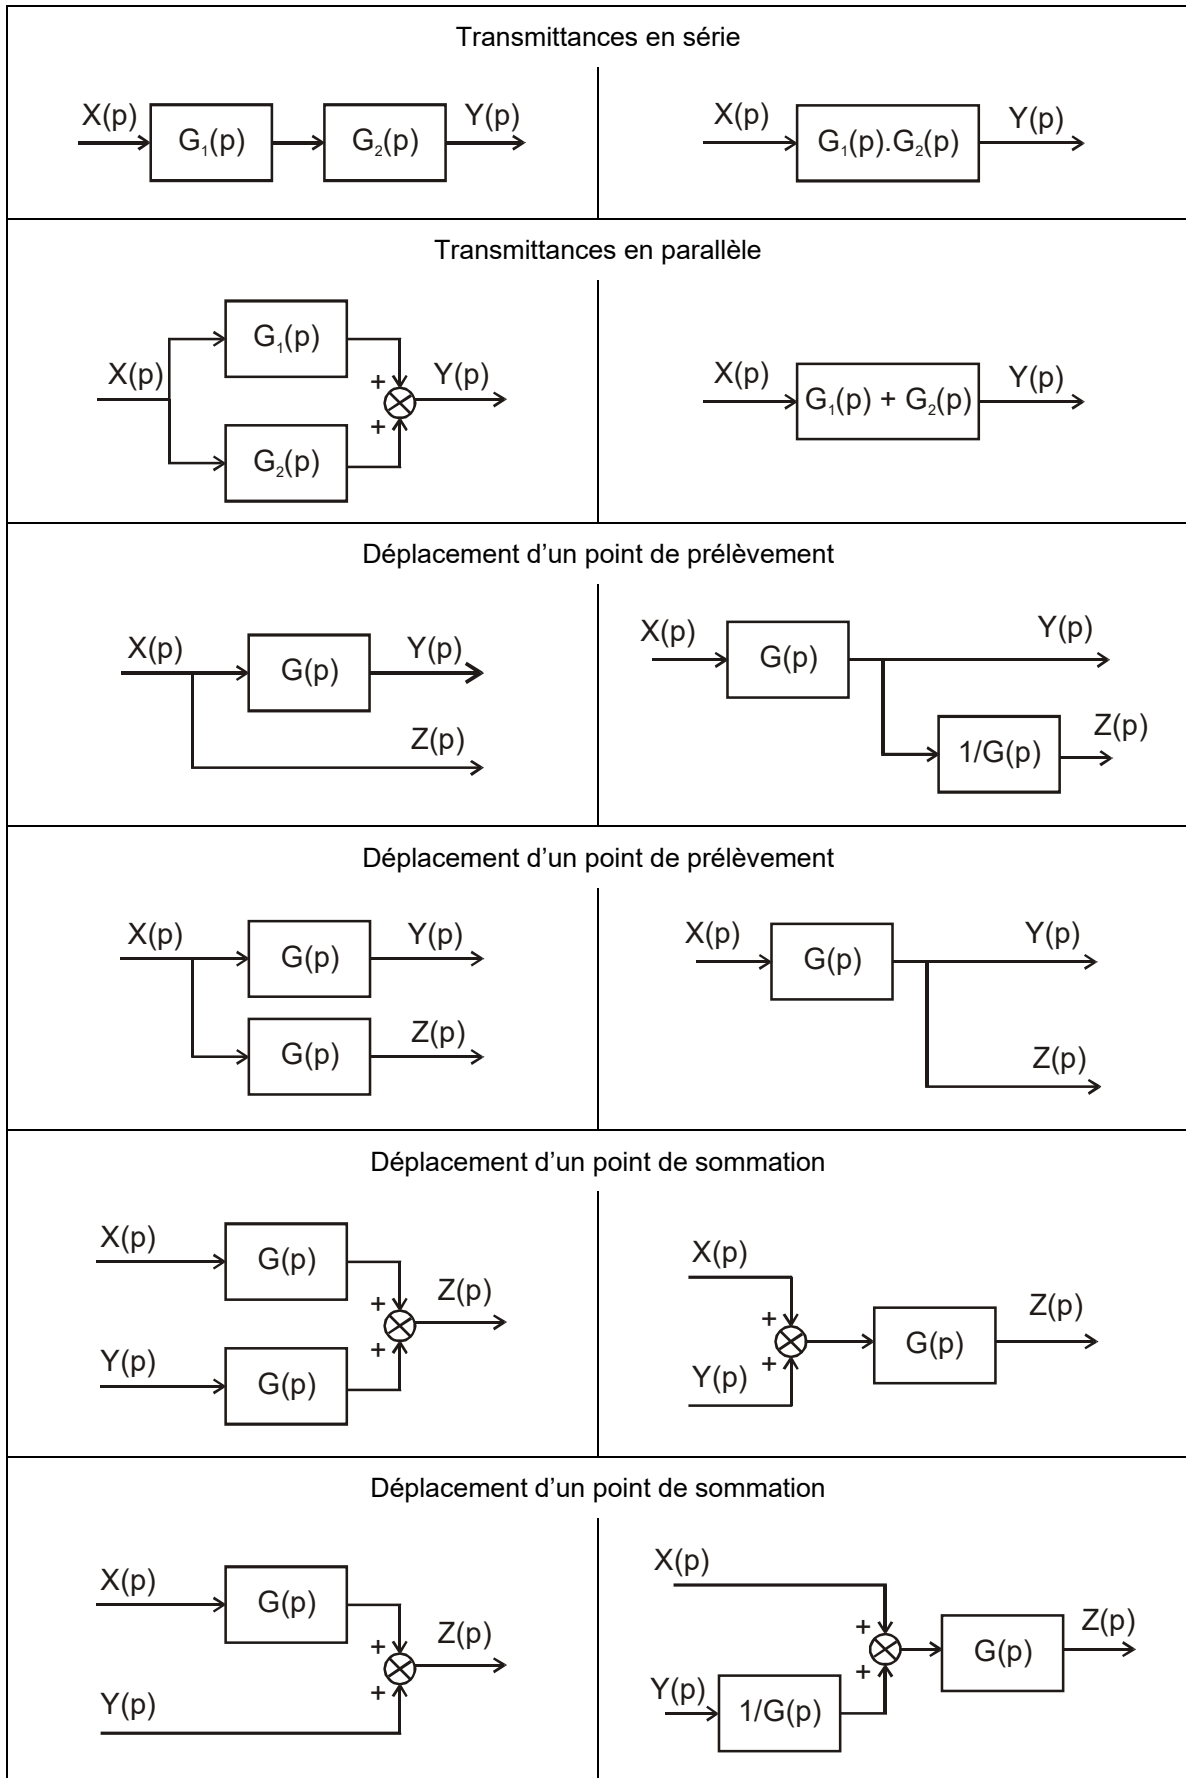 Transmittances en série
X(p) G₁(p) G₂(p) Y(p)
X(p) G₁(p).G₂(p) Y(p)
Transmittances en parallèle
G₁(p)
X(p) + Y(p)
+
G₂(p)
X(p) G₁(p) + G₂(p) Y(p)
Déplacement d’un point de prélèvement
X(p) G(p) Y(p)
Z(p)
X(p) G(p) Y(p)
1/G(p) Z(p)
Déplacement d’un point de prélèvement
X(p) G(p) Y(p)
G(p) Z(p)
X(p) G(p) Y(p)
Z(p)
Déplacement d’un point de sommation
X(p) G(p)
+ Z(p)
+
Y(p) G(p)
X(p)
+ G(p) Z(p)
+
Y(p)
Déplacement d’un point de sommation
X(p) G(p)
+ Z(p)
+
Y(p)
X(p)
+ G(p) Z(p)
+
Y(p) 1/G(p)